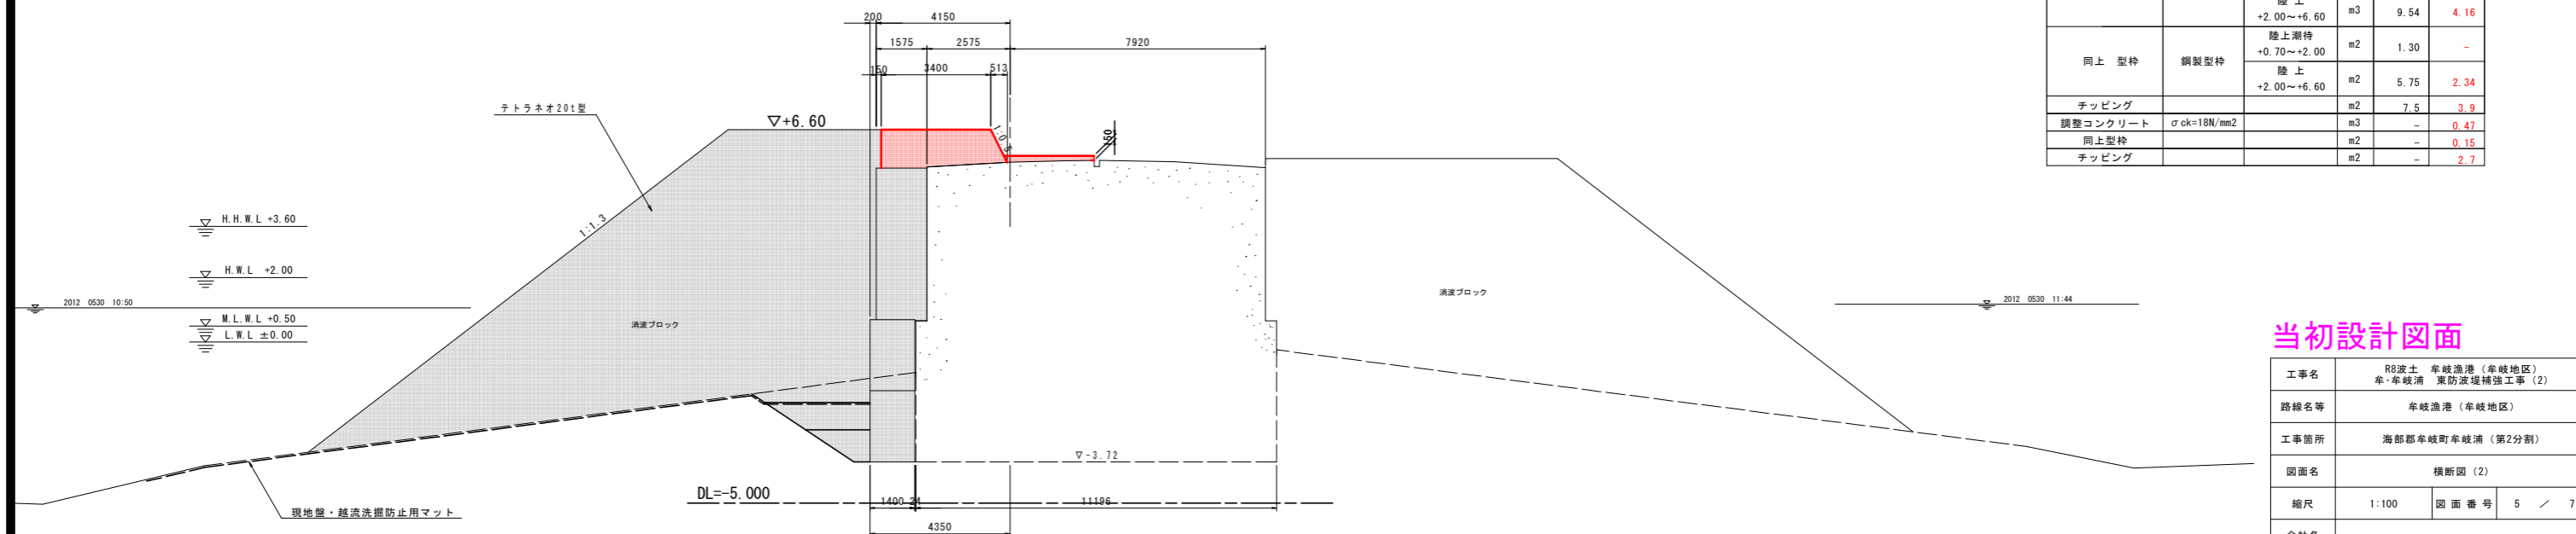 200
4150
1575
2575
7920
150
3400
513
テトラネオ20t型
▽+6.60
1:0.5
150
1:1.3
H.H.W.L +3.60
H.W.L +2.00
2012 0530 10:50
M.L.W.L +0.50
L.W.L ±0.00
消波ブロック
消波ブロック
2012 0530 11:44
▽-3.72
DL=-5.000
1400
24
11196
4350
現地盤・越流洗掘防止用マット
陸 上
+2.00～+6.60 m3 9.54 4.16
同上 型枠 鋼製型枠 陸上潮待
+0.70～+2.00 m2 1.30 -
陸 上
+2.00～+6.60 m2 5.75 2.34
チッピング m2 7.5 3.9
調整コンクリート σck=18N/mm2 m3 - 0.47
同上型枠 m2 - 0.15
チッピング m2 - 2.7
当初設計図面
工事名 R8波土 牟岐漁港（牟岐地区）
牟・牟岐浦 東防波堤補強工事（2）
路線名等 牟岐漁港（牟岐地区）
工事箇所 海部郡牟岐町牟岐浦（第2分割）
図面名 横断図（2）
縮尺 1:100 図面番号 5 ／ 7